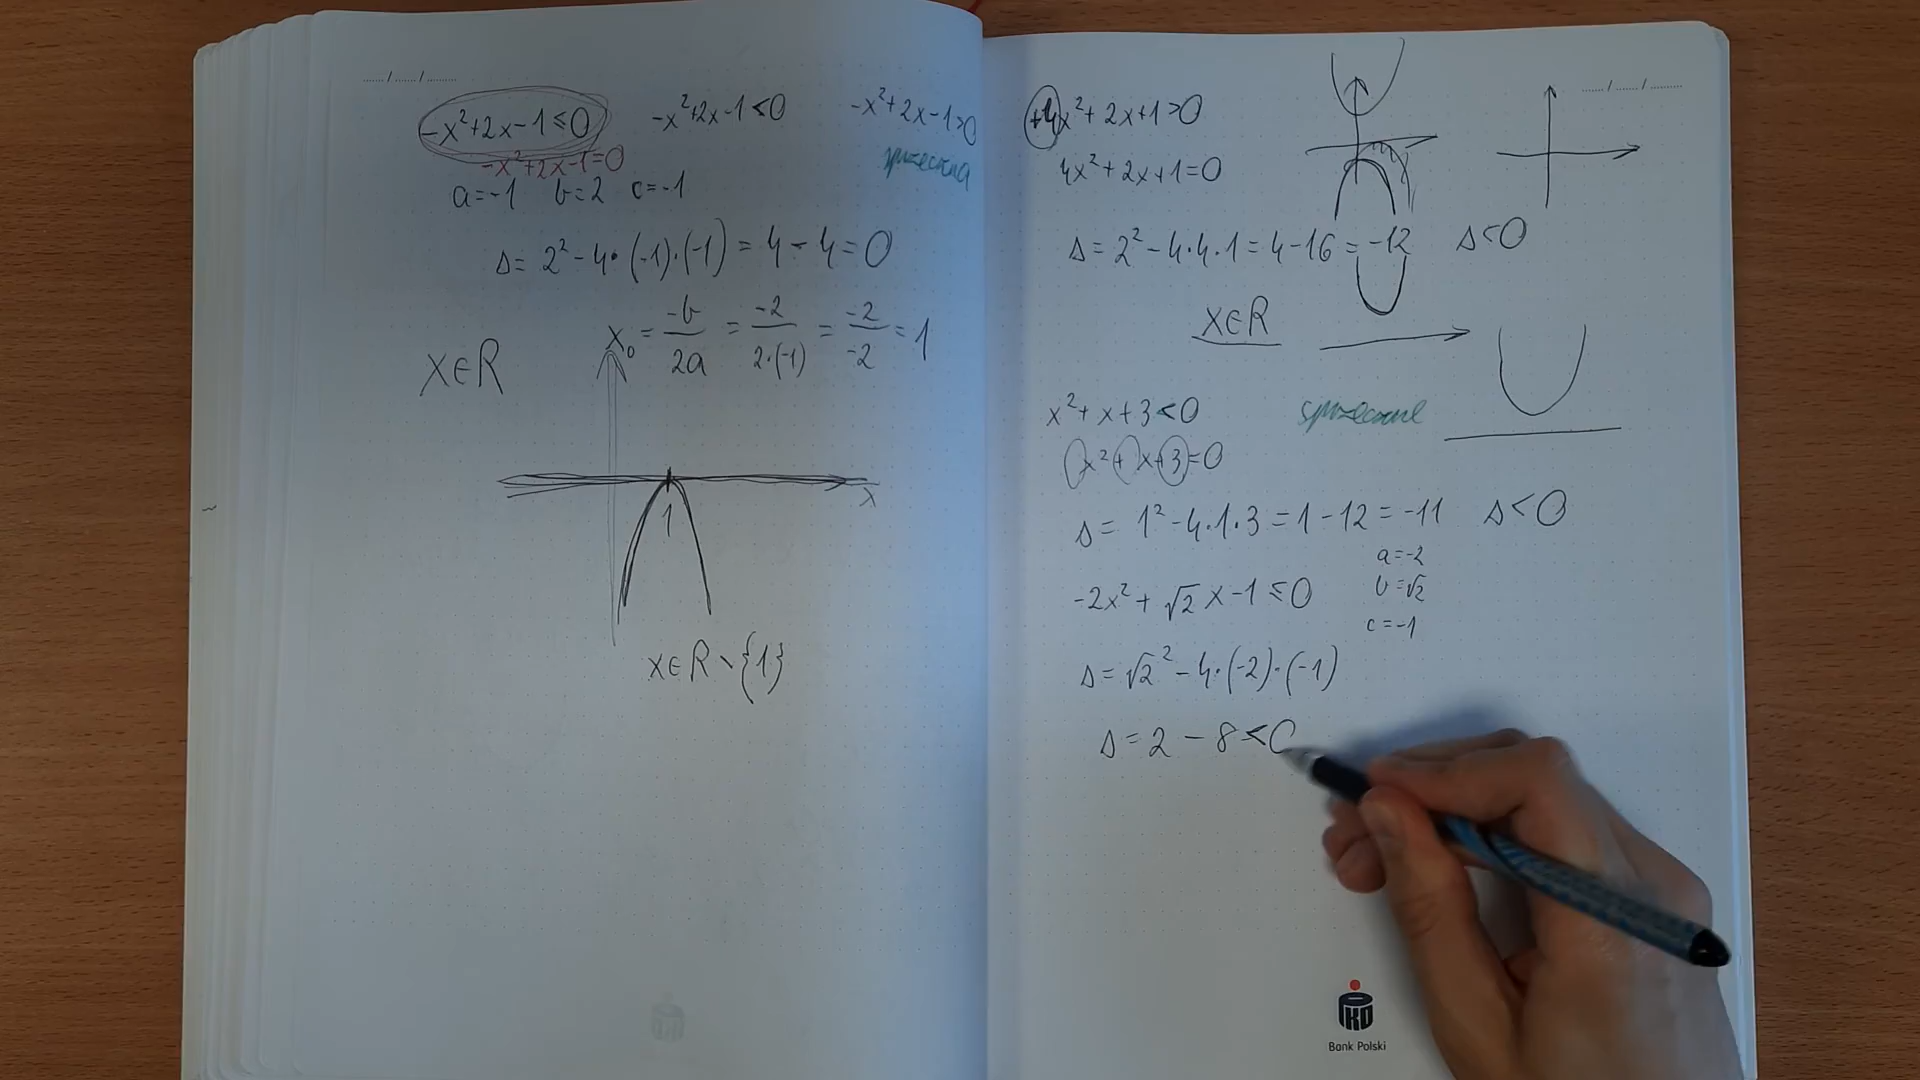 ...... / ...... / .........
-x²+2x-1≤0
-x²+2x-1<0
-x²+2x-1>0
-x²+2x-1=0
sprzeczna
a=-1 b=2 c=-1
Δ= 2²-4·(-1)·(-1) = 4-4=0
x₀ = -b/2a = -2/2·(-1) = -2/-2 = 1
X∈R
x
1
x∈R∖{1}
...... / ...... / .........
+4x²+2x+1>0
4x²+2x+1=0
Δ= 2²-4·4·1=4-16=-12 Δ<0
X∈R
x²+x+3<0
sprzeczne
x²+x+3=0
Δ= 1²-4·1·3=1-12=-11 Δ<0
a=-2
-2x²+√2x-1≤0
b=√2
c=-1
Δ=√2²-4·(-2)·(-1)
Δ=2-8<0
Bank Polski